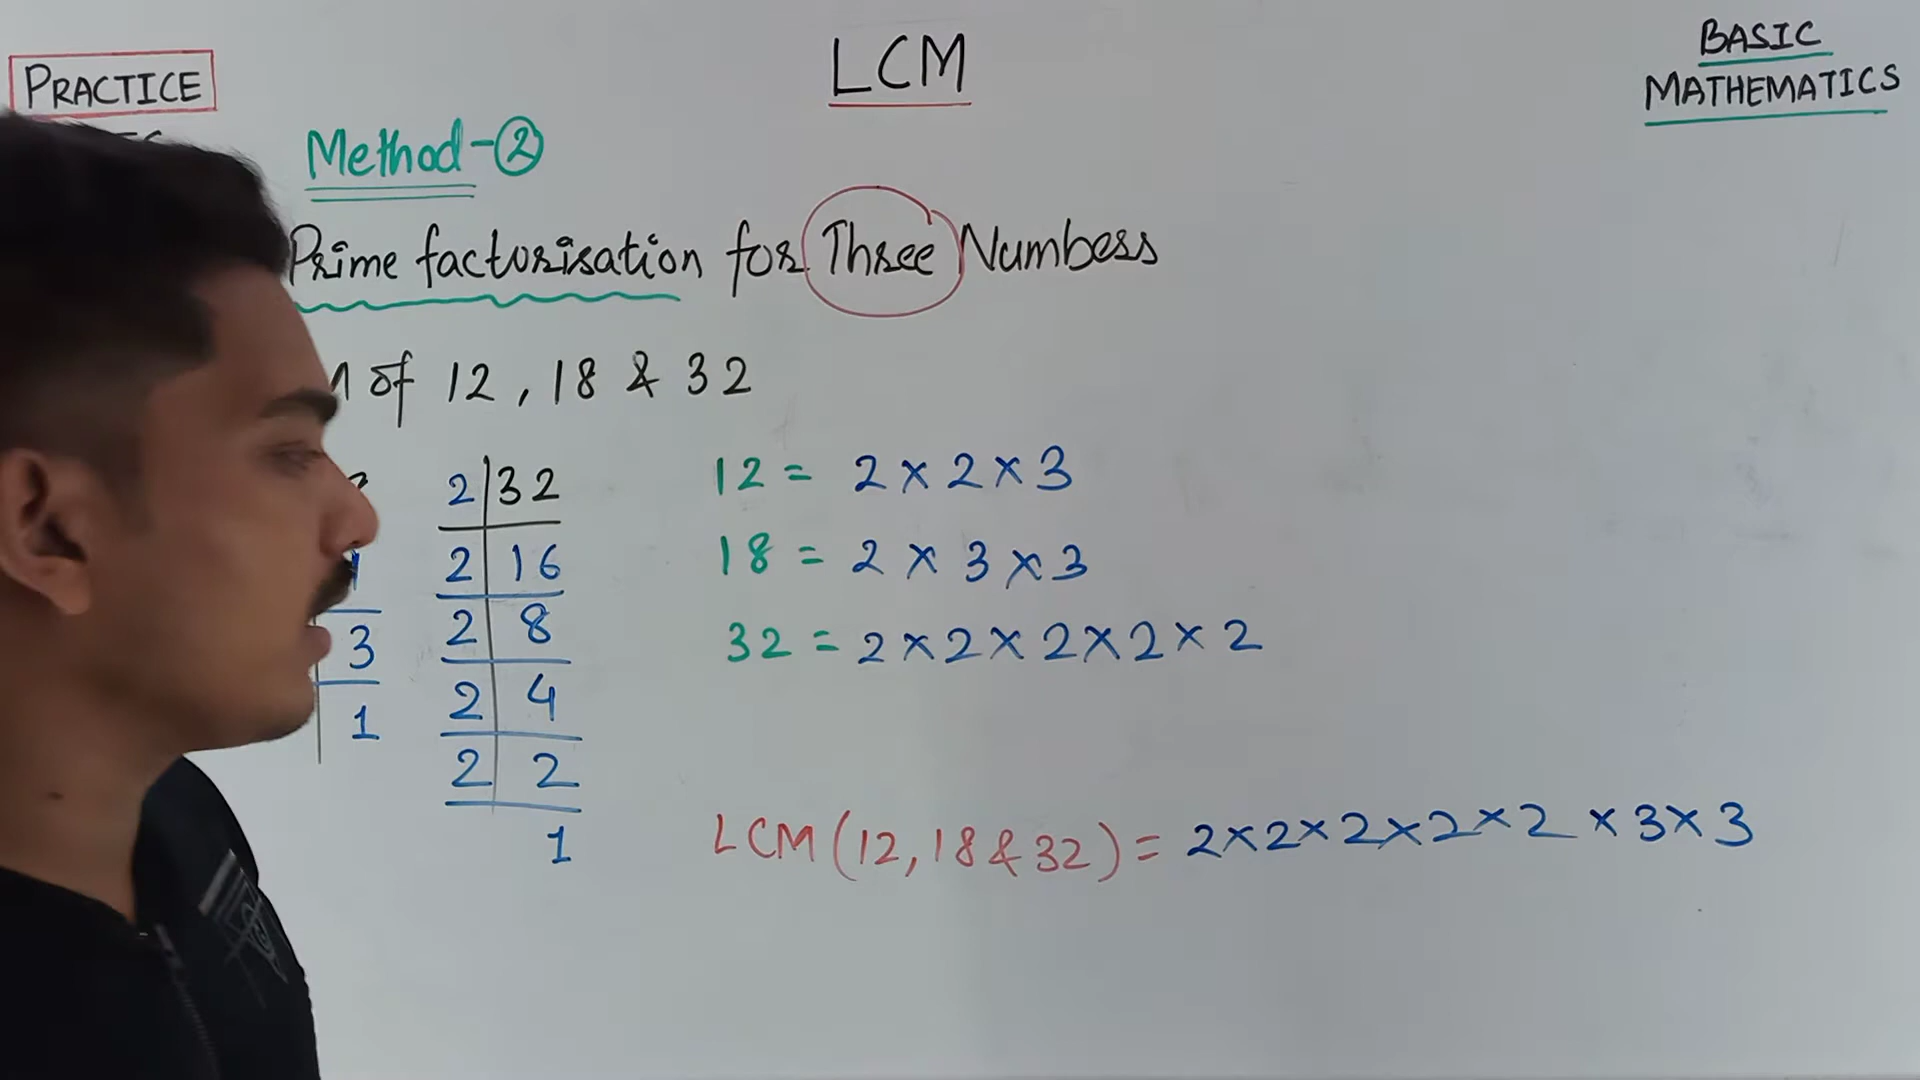 PRACTICE
LCM
BASIC
MATHEMATICS
Method-②
Prime factorisation for Three Numbers
of 12, 18 & 32
2 | 32
2 | 16
2 | 8
2 | 4
2 | 2
1
3
1
12 = 2 × 2 × 3
18 = 2 × 3 × 3
32 = 2 × 2 × 2 × 2 × 2
LCM (12, 18 & 32) = 2 × 2 × 2 × 2 × 2 × 3 × 3